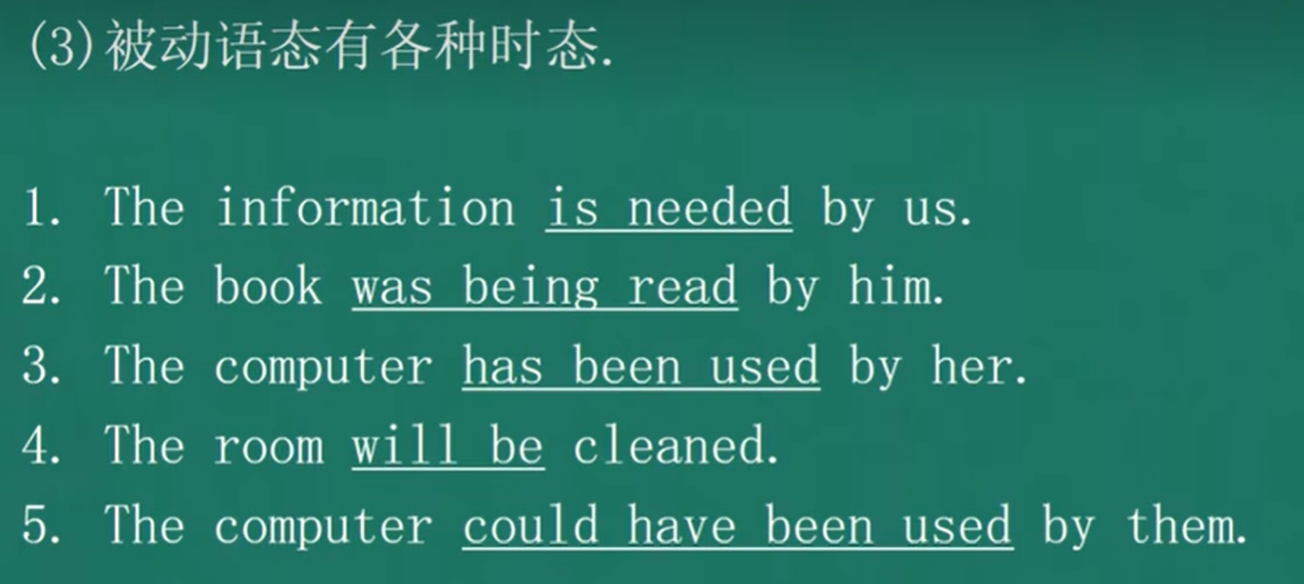 (3)被动语态有各种时态.
1. The information is needed by us.
2. The book was being read by him.
3. The computer has been used by her.
4. The room will be cleaned.
5. The computer could have been used by them.